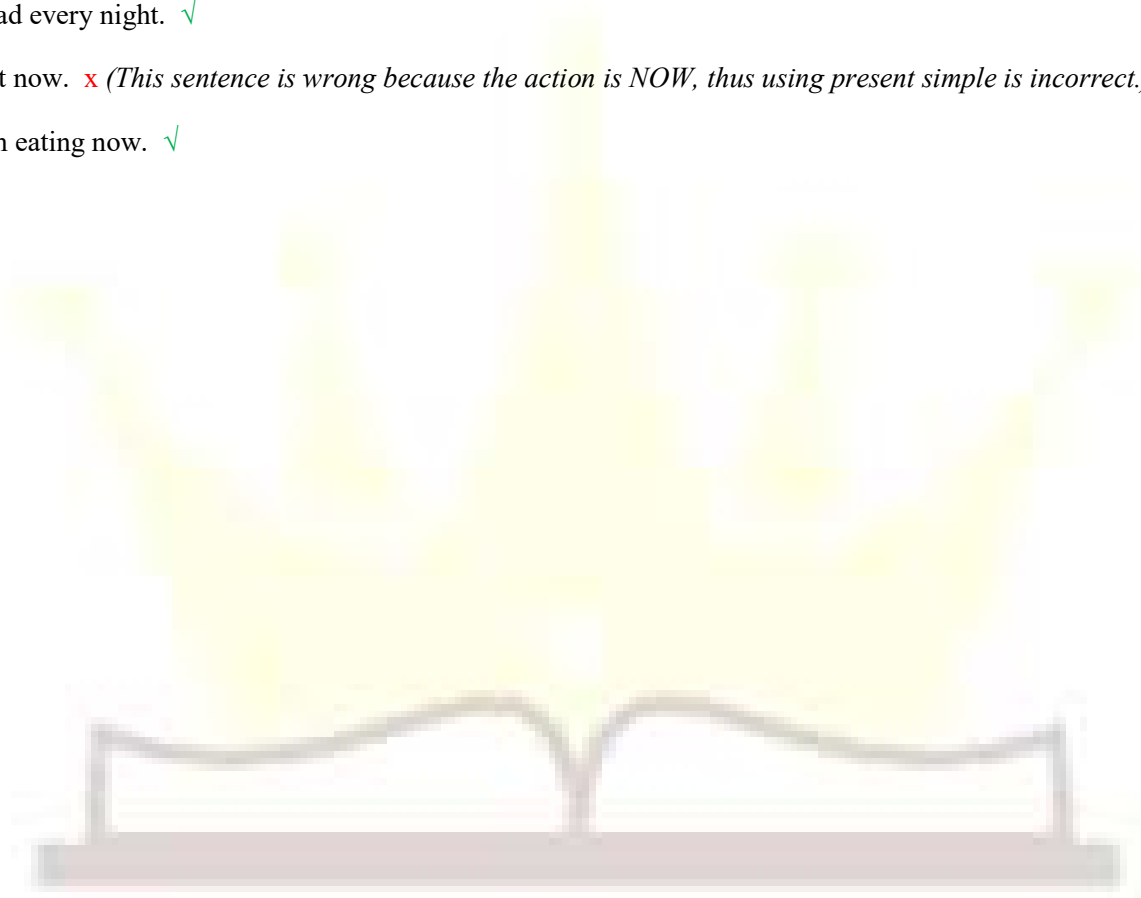 ad every night. √
t now. x (This sentence is wrong because the action is NOW, thus using present simple is incorrect.
n eating now. √